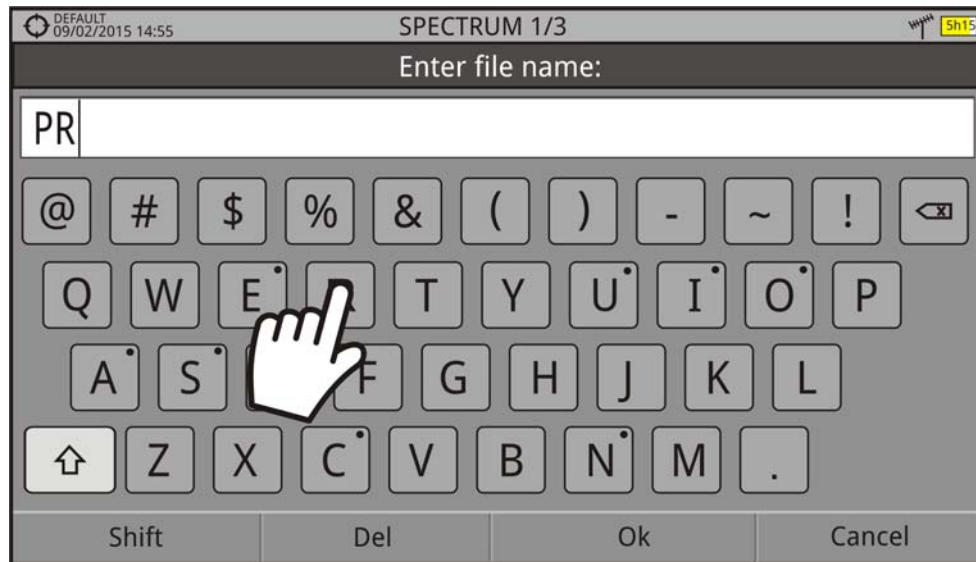 DEFAULT
09/02/2015 14:55
SPECTRUM 1/3
5h15
Enter file name:
PR
@ # $ % & ( ) - ~ !
Q W E R T Y U I O P
A S F G H J K L
Z X C V B N M .
Shift Del Ok Cancel